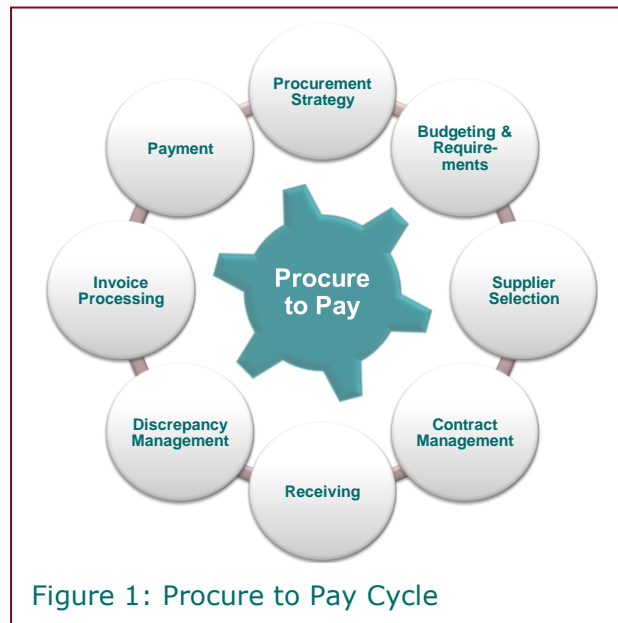 Procurement
Strategy
Budgeting &
Require-
ments
Supplier
Selection
Contract
Management
Receiving
Discrepancy
Management
Invoice
Processing
Payment
Procure
to Pay
Figure 1: Procure to Pay Cycle